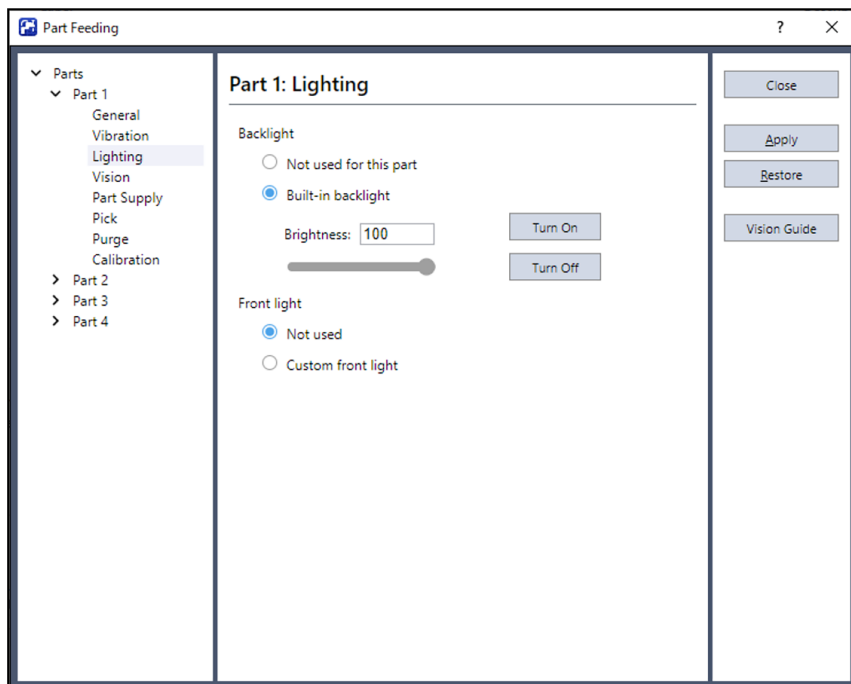 Part Feeding
?
Parts
Part 1
General
Vibration
Lighting
Vision
Part Supply
Pick
Purge
Calibration
Part 2
Part 3
Part 4
Part 1: Lighting
Backlight
Not used for this part
Built-in backlight
Brightness: 100
Turn On
Turn Off
Front light
Not used
Custom front light
Close
Apply
Restore
Vision Guide